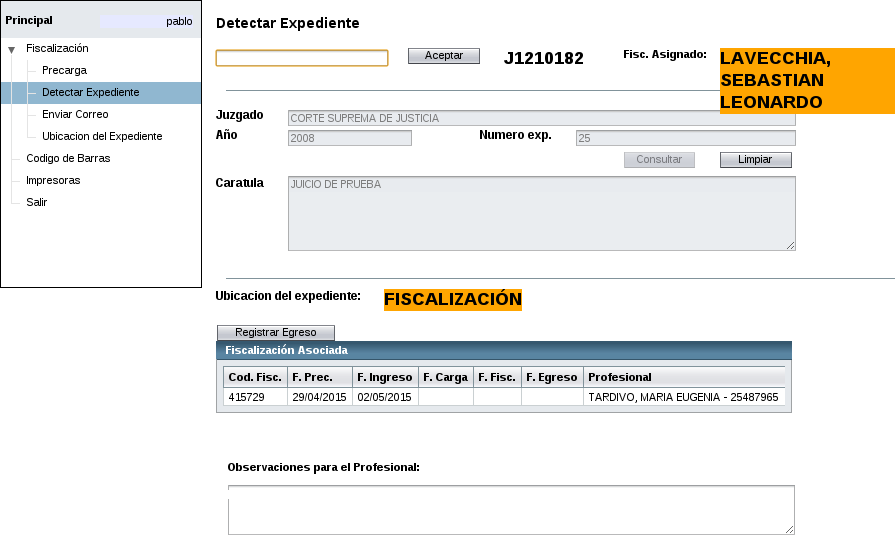 Principal pablo
Fiscalización
Precarga
Detectar Expediente
Enviar Correo
Ubicacion del Expediente
Codigo de Barras
Impresoras
Salir
Detectar Expediente
Aceptar J1210182 Fisc. Asignado: LAVECCHIA,
SEBASTIAN
LEONARDO
Juzgado CORTE SUPREMA DE JUSTICIA
Año 2008 Numero exp. 25
Consultar Limpiar
Caratula JUICIO DE PRUEBA
Ubicacion del expediente: FISCALIZACIÓN
Registrar Egreso
Fiscalización Asociada
Cod. Fisc. F. Prec. F. Ingreso F. Carga F. Fisc. F. Egreso Profesional
415729 29/04/2015 02/05/2015 TARDIVO, MARIA EUGENIA - 25487965
Observaciones para el Profesional: